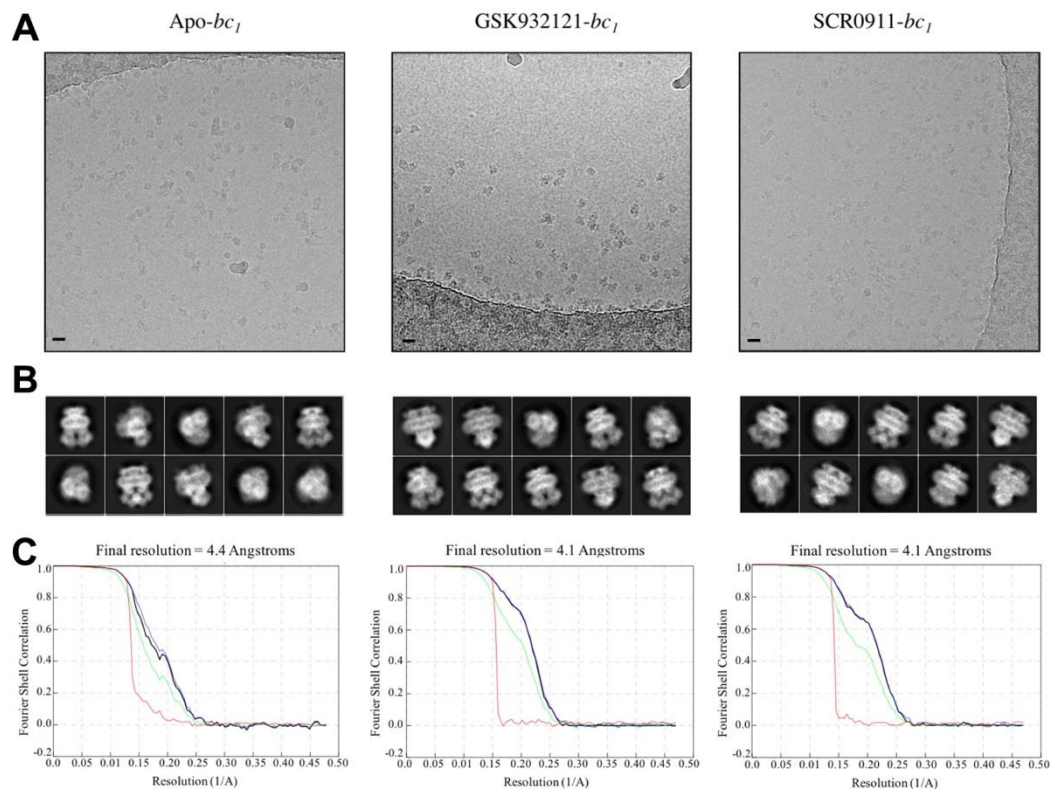 A
Apo-bc1
GSK932121-bc1
SCR0911-bc1
B
C
Final resolution = 4.4 Angstroms
Final resolution = 4.1 Angstroms
Final resolution = 4.1 Angstroms
Fourier Shell Correlation
1.0
0.8
0.6
0.4
0.2
0.0
-0.2
0.0 0.05 0.10 0.15 0.20 0.25 0.30 0.35 0.40 0.45 0.50
Resolution (1/A)
Fourier Shell Correlation
1.0
0.8
0.6
0.4
0.2
0.0
-0.2
0.0 0.05 0.10 0.15 0.20 0.25 0.30 0.35 0.40 0.45 0.50
Resolution (1/A)
Fourier Shell Correlation
1.0
0.8
0.6
0.4
0.2
0.0
-0.2
0.0 0.05 0.10 0.15 0.20 0.25 0.30 0.35 0.40 0.45 0.50
Resolution (1/A)